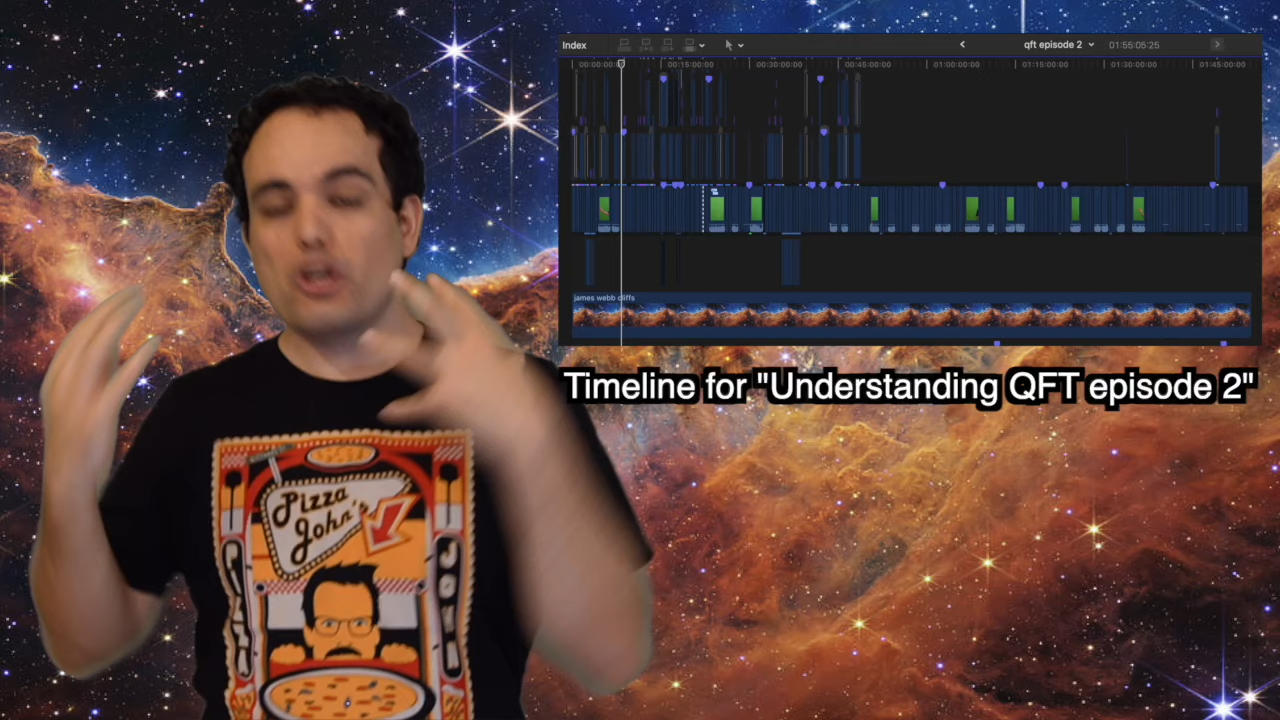 Index
qft episode 2
01:55:05:25
00:00:00
00:15:00:00
00:30:00:00
00:45:00:00
01:00:00:00
01:15:00:00
01:30:00:00
01:45:00:00
james webb cliffs
Timeline for "Understanding QFT episode 2"
Pizza
John's
PIZZA
JOHN